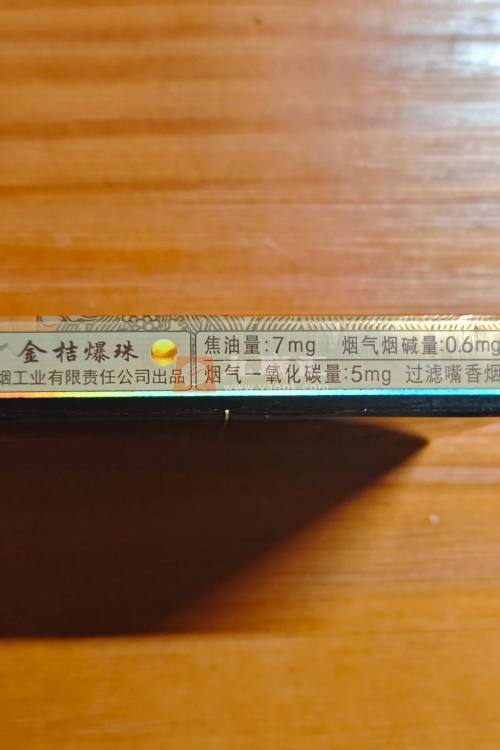 金桔爆珠 焦油量:7mg 烟气烟碱量:0.6mg
烟工业有限责任公司出品 烟气一氧化碳量:5mg 过滤嘴香烟